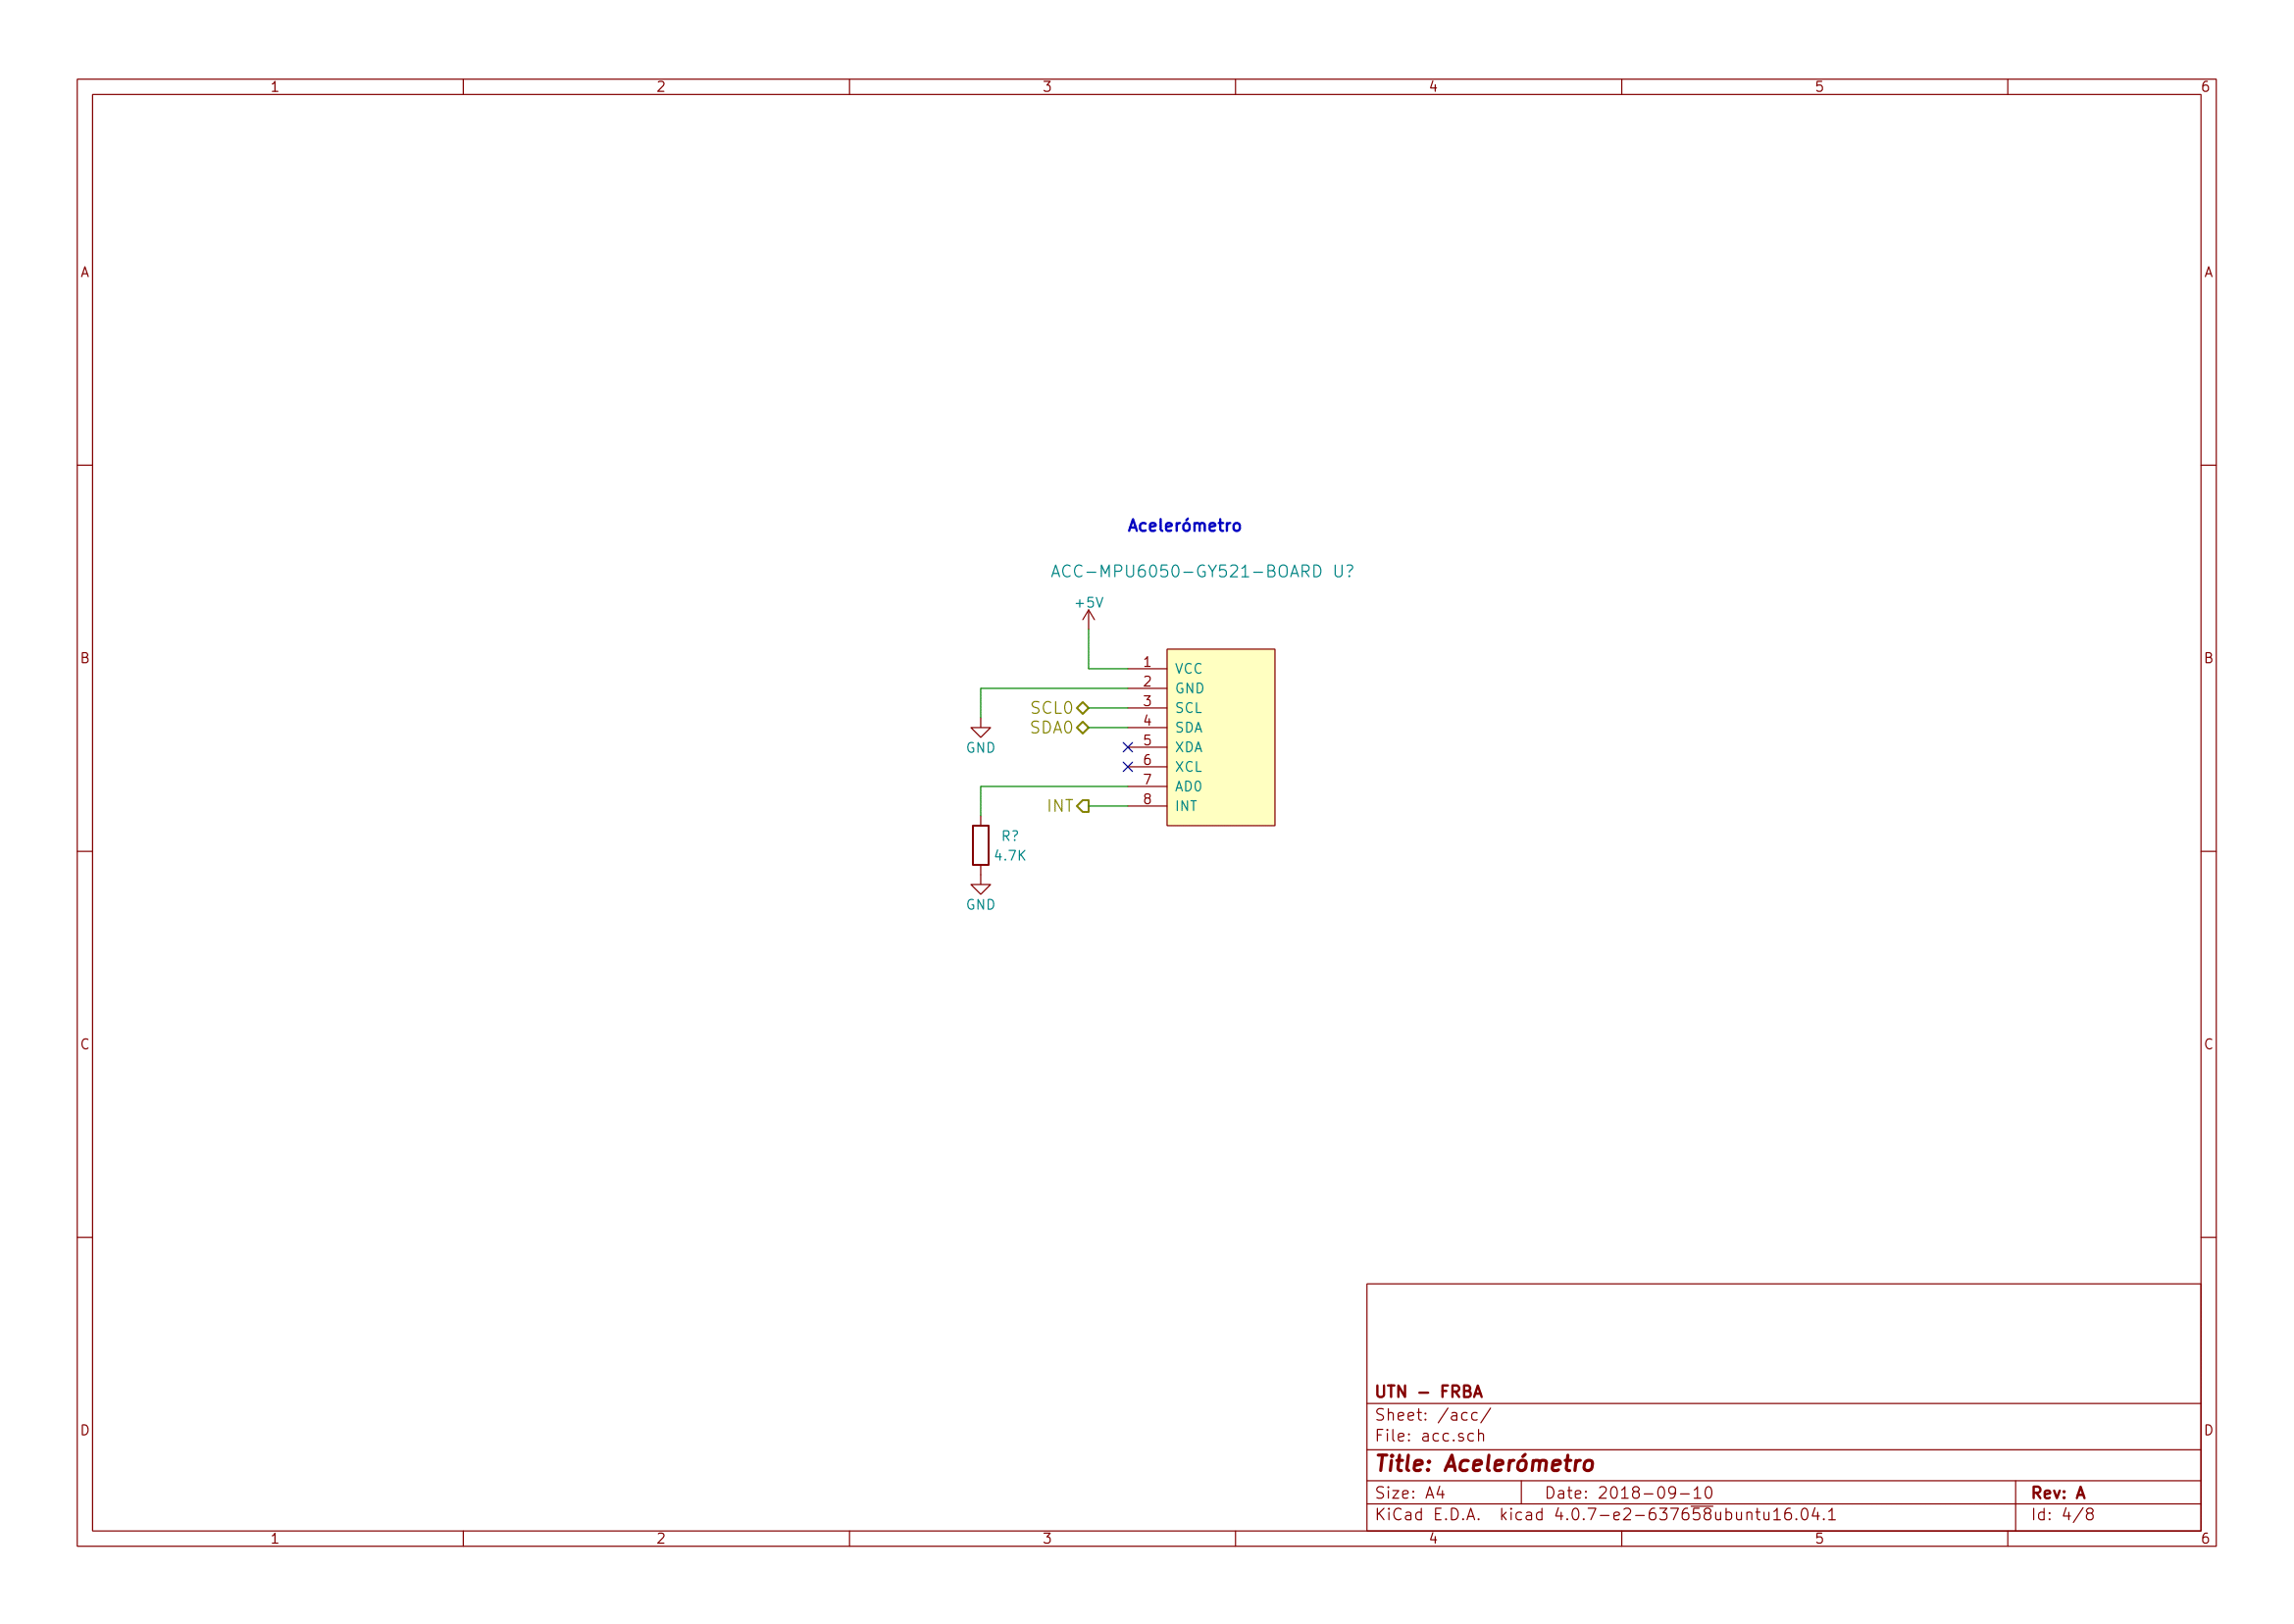 1 2 3 4 5 6
A A
Acelerómetro
ACC-MPU6050-GY521-BOARD U?
+5V
B B
1 VCC
2 GND
SCL0 3 SCL
SDA0 4 SDA
GND 5 XDA
6 XCL
7 AD0
INT 8 INT
R?
4.7K
GND
C C
UTN - FRBA
Sheet: /acc/
File: acc.sch
D D
Title: Acelerómetro
Size: A4 Date: 2018-09-10 Rev: A
KiCad E.D.A. kicad 4.0.7-e2-637658ubuntu16.04.1 Id: 4/8
1 2 3 4 5 6